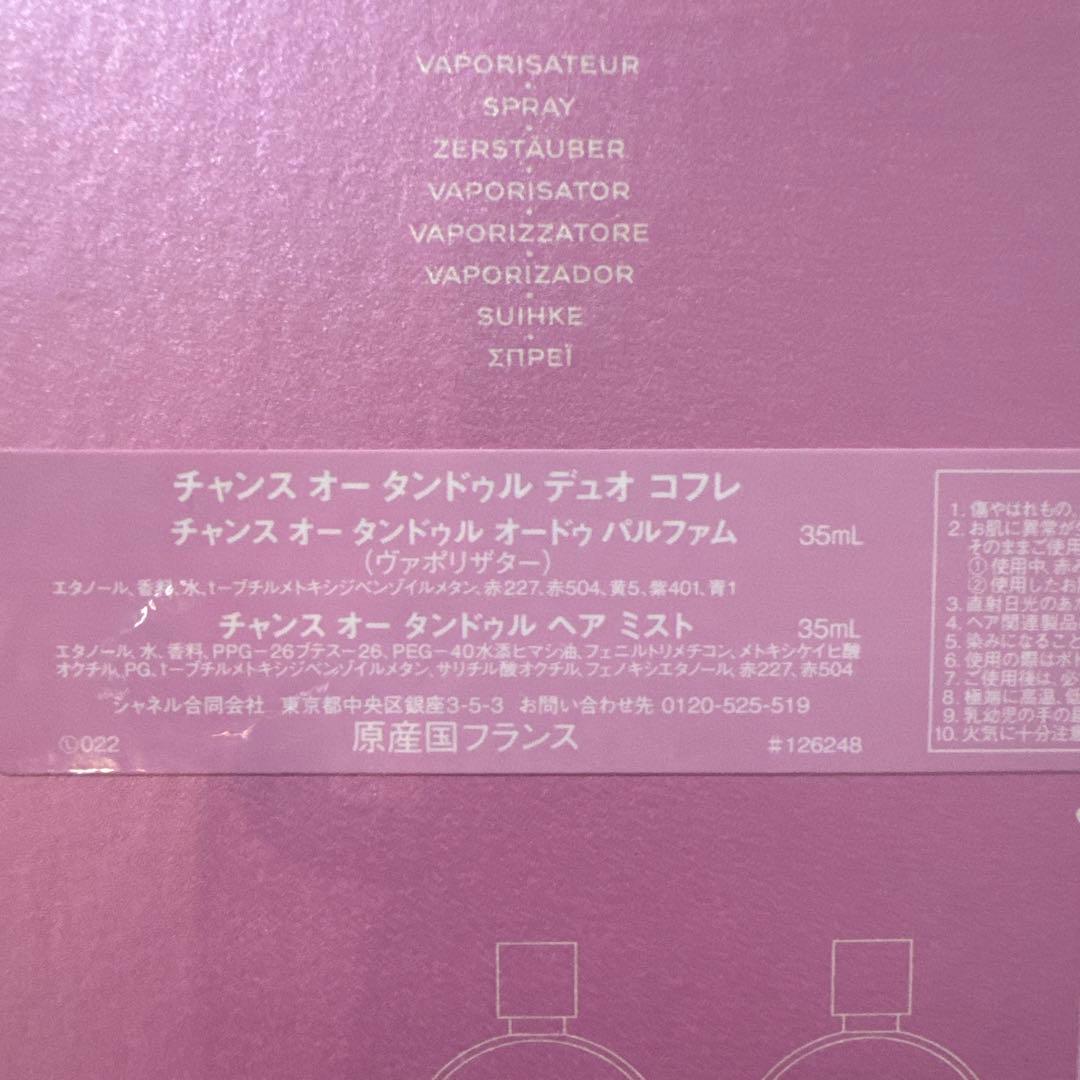 VAPORISATEUR
SPRAY
ZERSTÄUBER
VAPORISATOR
VAPORIZZATORE
VAPORIZADOR
SUIHKE
ΣΠΡΕΪ
チャンス オー タンドゥル デュオ コフレ
チャンス オー タンドゥル オードゥ パルファム 35mL
(ヴァポリザター)
エタノール、香料、水、t-ブチルメトキシジベンゾイルメタン、赤227、赤504、黄5、紫401、青1
チャンス オー タンドゥル ヘア ミスト 35mL
エタノール、水、香料、PPG-26ブテス-26、PEG-40水添ヒマシ油、フェニルトリメチコン、メトキシケイヒ酸
オクチル、PG、t-ブチルメトキシジベンゾイルメタン、サリチル酸オクチル、フェノキシエタノール、赤227、赤504
シャネル合同会社 東京都中央区銀座3-5-3 お問い合わせ先 0120-525-519
022 原産国フランス #126248
1. 傷やはれもの、
2. お肌に異常が
そのままご使用
① 使用中、赤
② 使用したお
3. 直射日光のあ
4. ヘア関連製品
5. 染みになること
6. 使用の際は
7. ご使用後は、必
8. 極端に高温、低
9. 乳幼児の手の
10. 火気に十分注意